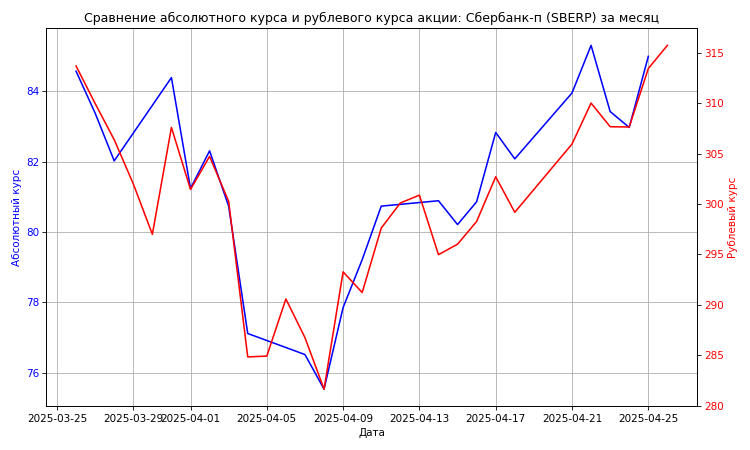 Сравнение абсолютного курса и рублевого курса акции: Сбербанк-п (SBERP) за месяц
84
82
80
78
76
Абсолютный курс
315
310
305
300
295
290
285
280
Рублевый курс
2025-03-25 2025-03-29 2025-04-01 2025-04-05 2025-04-09 2025-04-13 2025-04-17 2025-04-21 2025-04-25
Дата